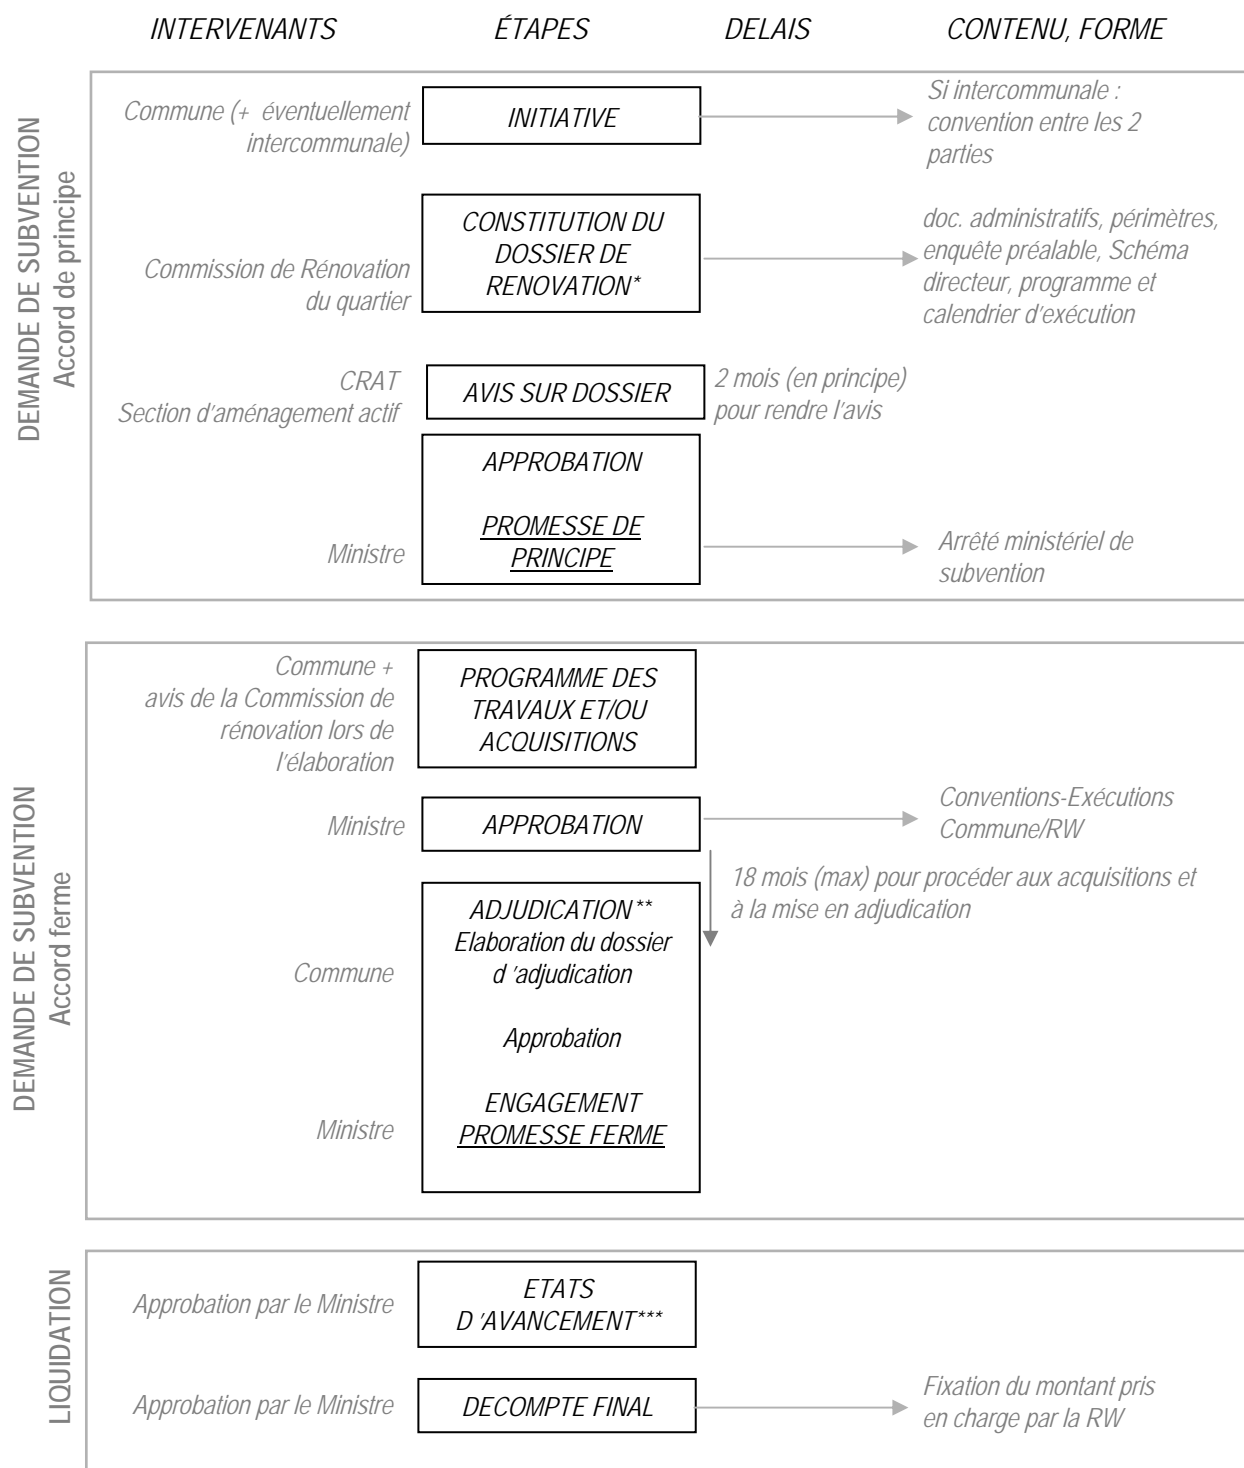 INTERVENANTS ÉTAPES DELAIS CONTENU, FORME
DEMANDE DE SUBVENTION
Accord de principe
Commune (+ éventuellement
intercommunale)
INITIATIVE
Si intercommunale :
convention entre les 2
parties
Commission de Rénovation
du quartier
CONSTITUTION DU
DOSSIER DE
RENOVATION*
doc. administratifs, périmètres,
enquête préalable, Schéma
directeur, programme et
calendrier d'exécution
CRAT
Section d'aménagement actif
AVIS SUR DOSSIER
2 mois (en principe)
pour rendre l'avis
Ministre
APPROBATION
PROMESSE DE
PRINCIPE
Arrêté ministériel de
subvention
DEMANDE DE SUBVENTION
Accord ferme
Commune +
avis de la Commission de
rénovation lors de
l'élaboration
PROGRAMME DES
TRAVAUX ET/OU
ACQUISITIONS
Ministre
APPROBATION
Conventions-Exécutions
Commune/RW
18 mois (max) pour procéder aux acquisitions et
à la mise en adjudication
Commune
ADJUDICATION**
Elaboration du dossier
d 'adjudication
Approbation
Ministre
ENGAGEMENT
PROMESSE FERME
LIQUIDATION
Approbation par le Ministre
ETATS
D 'AVANCEMENT***
Approbation par le Ministre
DECOMPTE FINAL
Fixation du montant pris
en charge par la RW